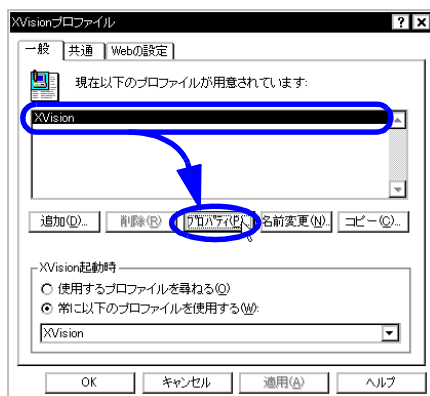 XVisionプロファイル
一般 共通 Webの設定
現在以下のプロファイルが用意されています:
XVision
追加(D)... 削除(R) プロパティ(P)... 名前変更(N)... コピー(C)...
XVision起動時
使用するプロファイルを尋ねる(O)
常に以下のプロファイルを使用する(W):
XVision
OK キャンセル 適用(A) ヘルプ